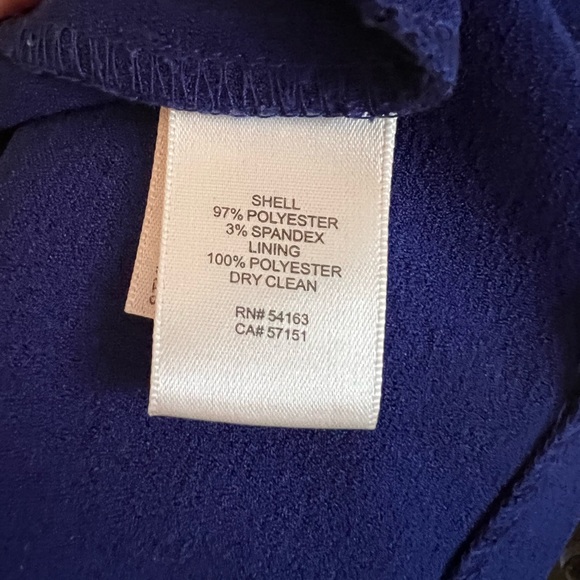 SHELL
97% POLYESTER
3% SPANDEX
LINING
100% POLYESTER
DRY CLEAN
RN# 54163
CA# 57151